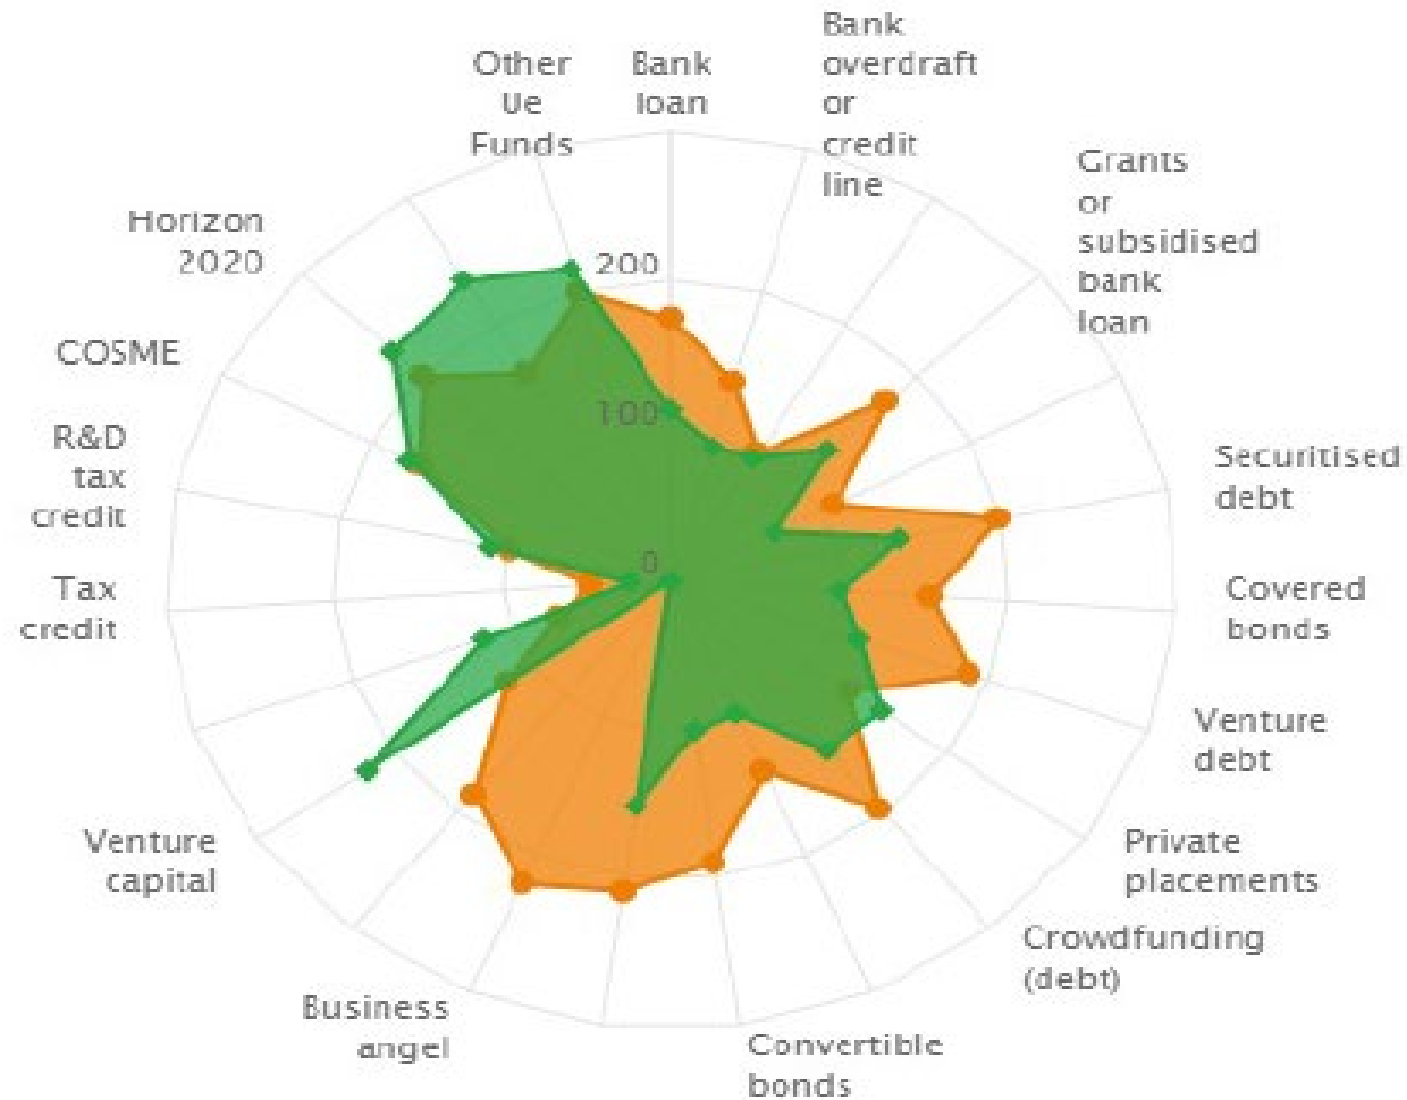 Bank
loan
Bank
overdraft
or
credit
line
Grants
or
subsidised
bank
loan
Securitised
debt
Covered
bonds
Venture
debt
Private
placements
Crowdfunding
(debt)
Convertible
bonds
Business
angel
Venture
capital
Tax
credit
R&D
tax
credit
COSME
Horizon
2020
Other
Ue
Funds
200
100
0